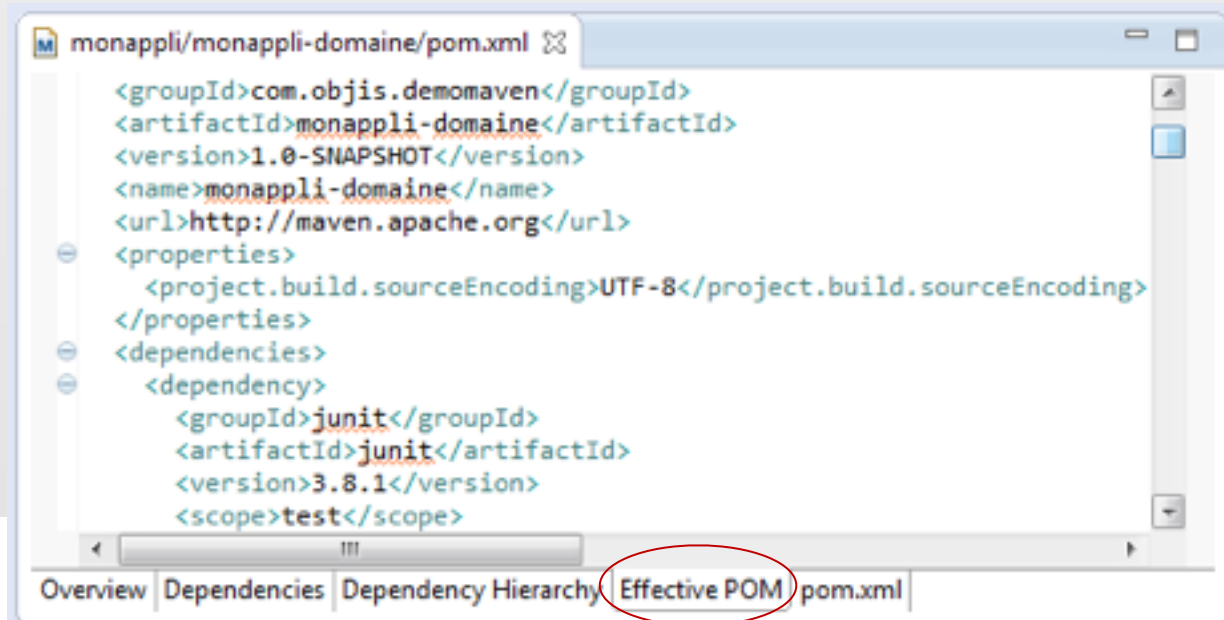 monappli/monappli-domaine/pom.xml
<groupId>com.objis.demomaven</groupId>
<artifactId>monappli-domaine</artifactId>
<version>1.0-SNAPSHOT</version>
<name>monappli-domaine</name>
<url>http://maven.apache.org</url>
<properties>
<project.build.sourceEncoding>UTF-8</project.build.sourceEncoding>
</properties>
<dependencies>
<dependency>
<groupId>junit</groupId>
<artifactId>junit</artifactId>
<version>3.8.1</version>
<scope>test</scope>
Overview Dependencies Dependency Hierarchy Effective POM pom.xml